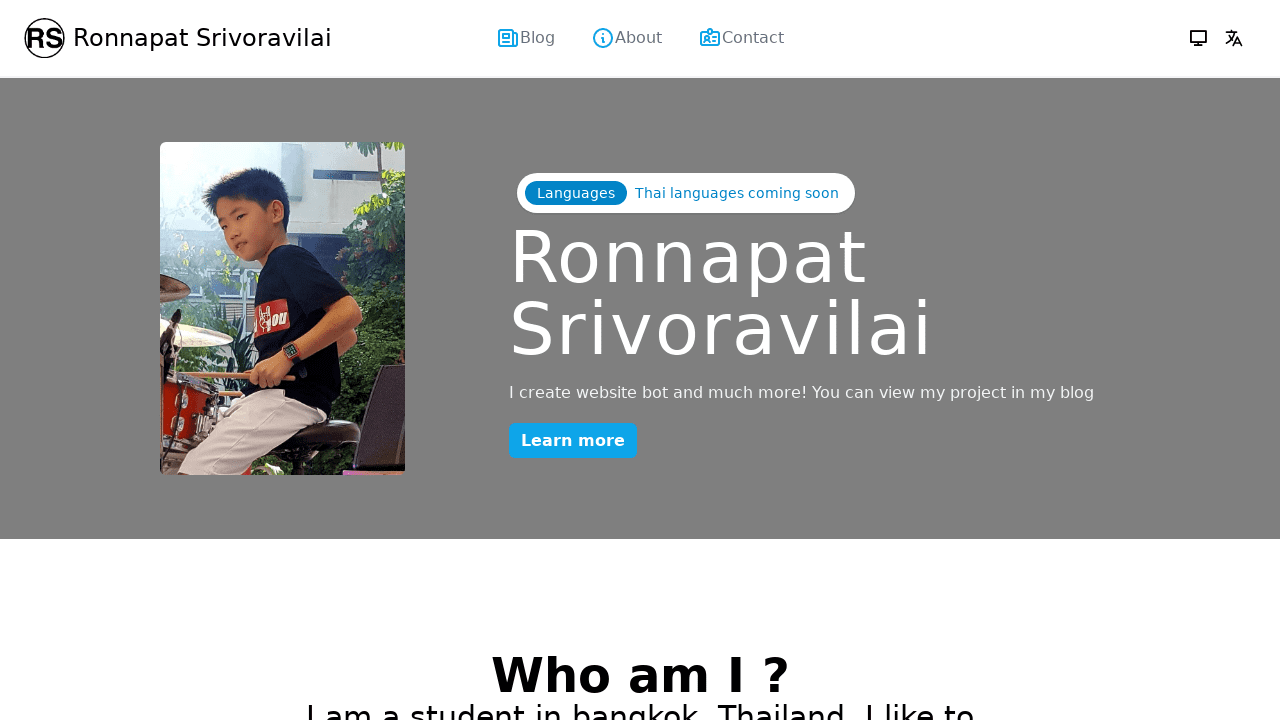 RS Ronnapat Srivoravilai Blog About Contact
Languages Thai languages coming soon
Ronnapat
Srivoravilai
I create website bot and much more! You can view my project in my blog
Learn more
Who am I ?
I am a student in bangkok, Thailand. I like to